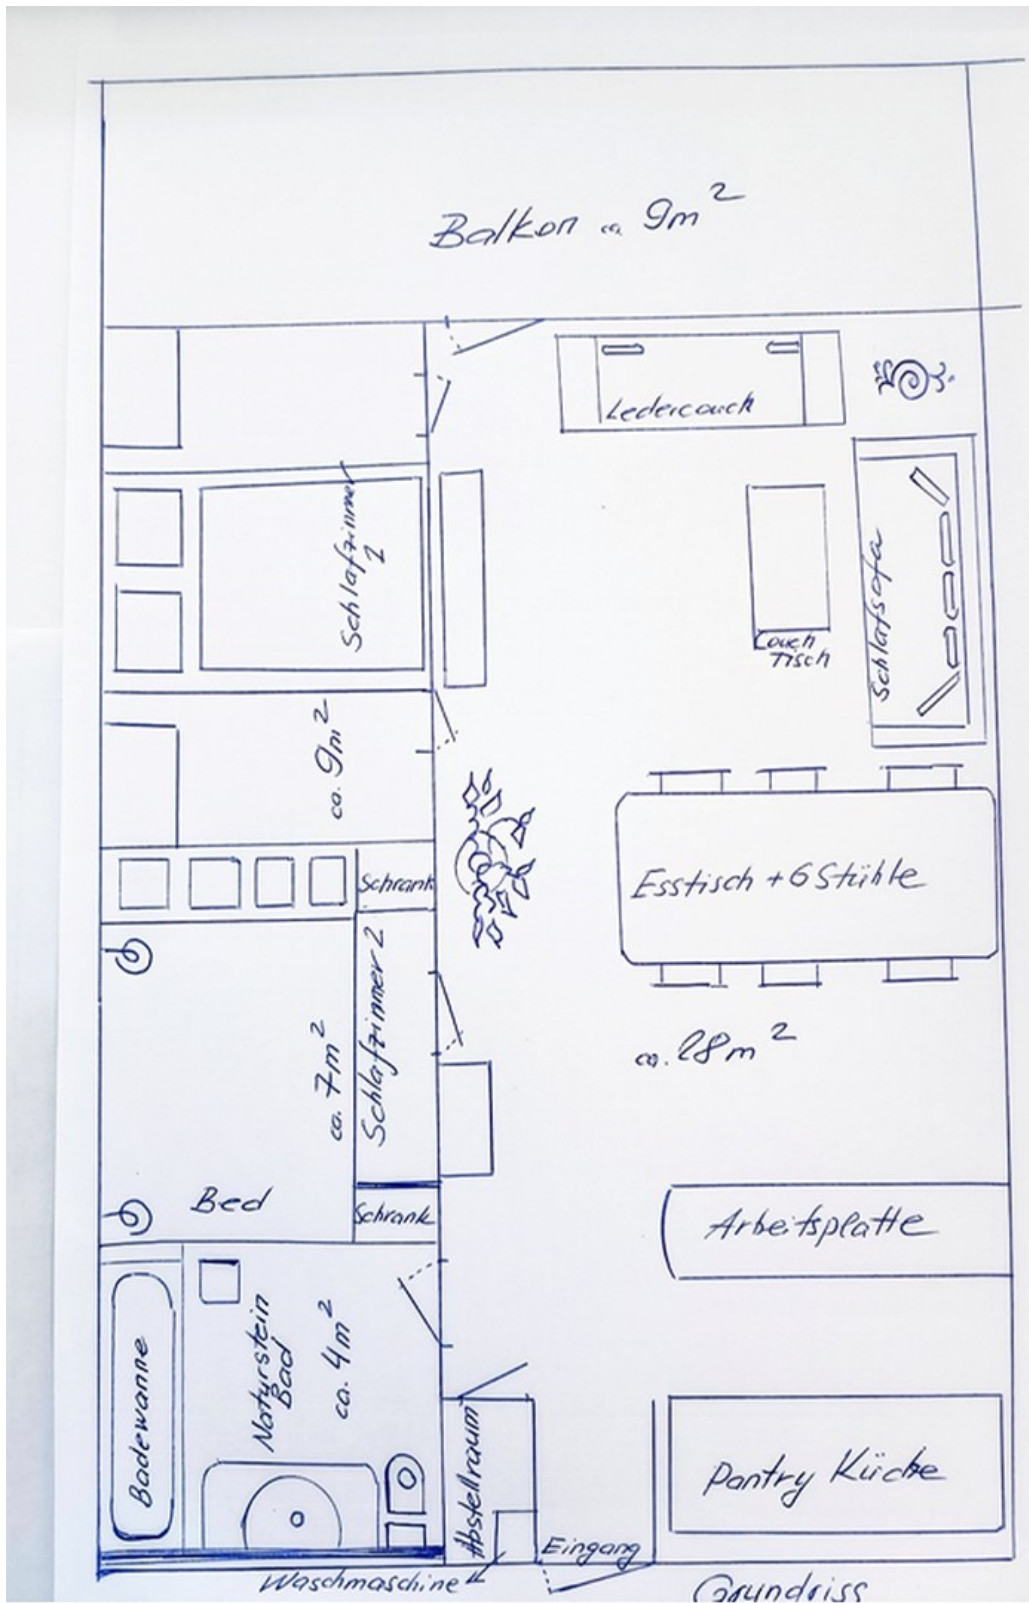 Balkon ca. 9m²
Ledercouch
Schlafzimmer
1
Couch
Tisch
Schlafsofa
ca. 9m²
Schrank
Esstisch + 6 Stühle
Schlafzimmer 2
ca. 7m²
ca. 28m²
Bed
Schrank
Arbeitsplatte
Badewanne
Naturstein
Bad
ca. 4m²
Abstellraum
Pantry Küche
Eingang
Waschmaschine
Grundriss